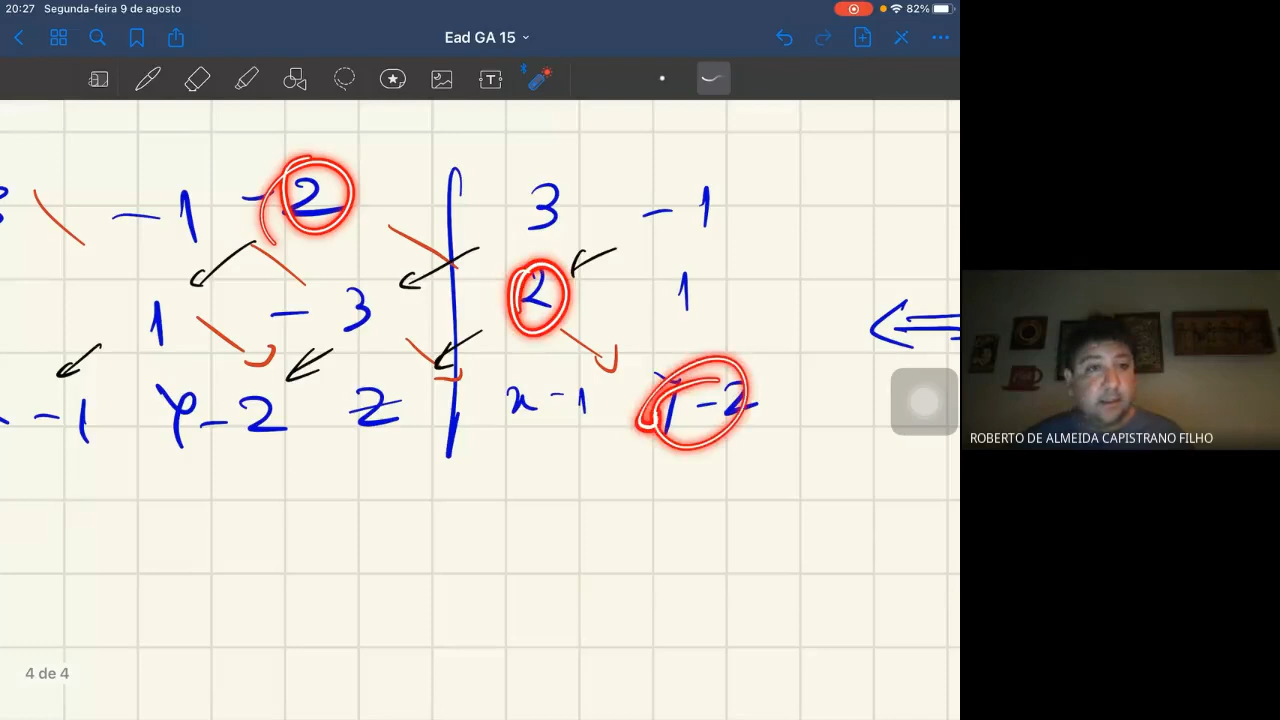 20:27 Segunda-feira 9 de agosto 82%
Ead GA 15
T
3 -1 -2 3 -1
1 -3 2 1
x-1 y-2 z x-1 y-2
4 de 4
ROBERTO DE ALMEIDA CAPISTRANO FILHO